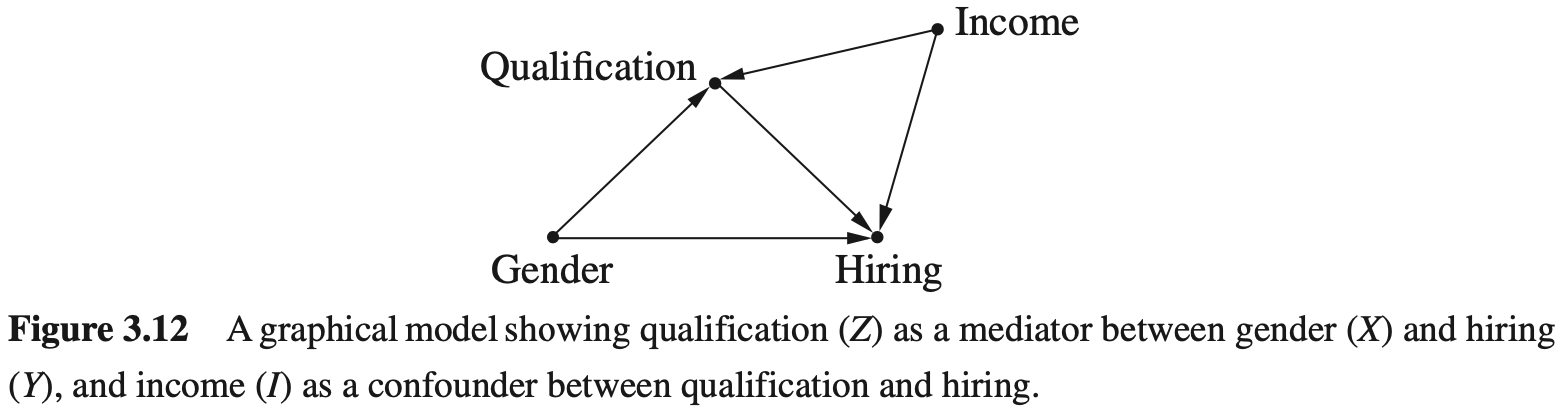 Income
Qualification
Gender
Hiring
Figure 3.12 A graphical model showing qualification (Z) as a mediator between gender (X) and hiring
(Y), and income (I) as a confounder between qualification and hiring.